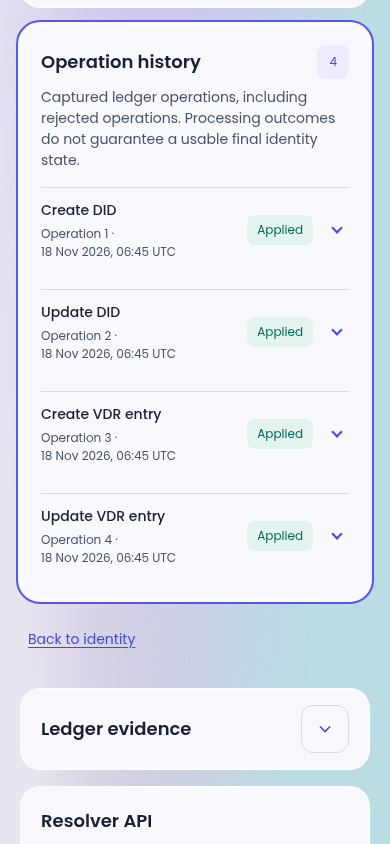 Operation history
4
Captured ledger operations, including
rejected operations. Processing outcomes
do not guarantee a usable final identity
state.
Create DID
Operation 1 ·
18 Nov 2026, 06:45 UTC
Applied
Update DID
Operation 2 ·
18 Nov 2026, 06:45 UTC
Applied
Create VDR entry
Operation 3 ·
18 Nov 2026, 06:45 UTC
Applied
Update VDR entry
Operation 4 ·
18 Nov 2026, 06:45 UTC
Applied
Back to identity
Ledger evidence
Resolver API